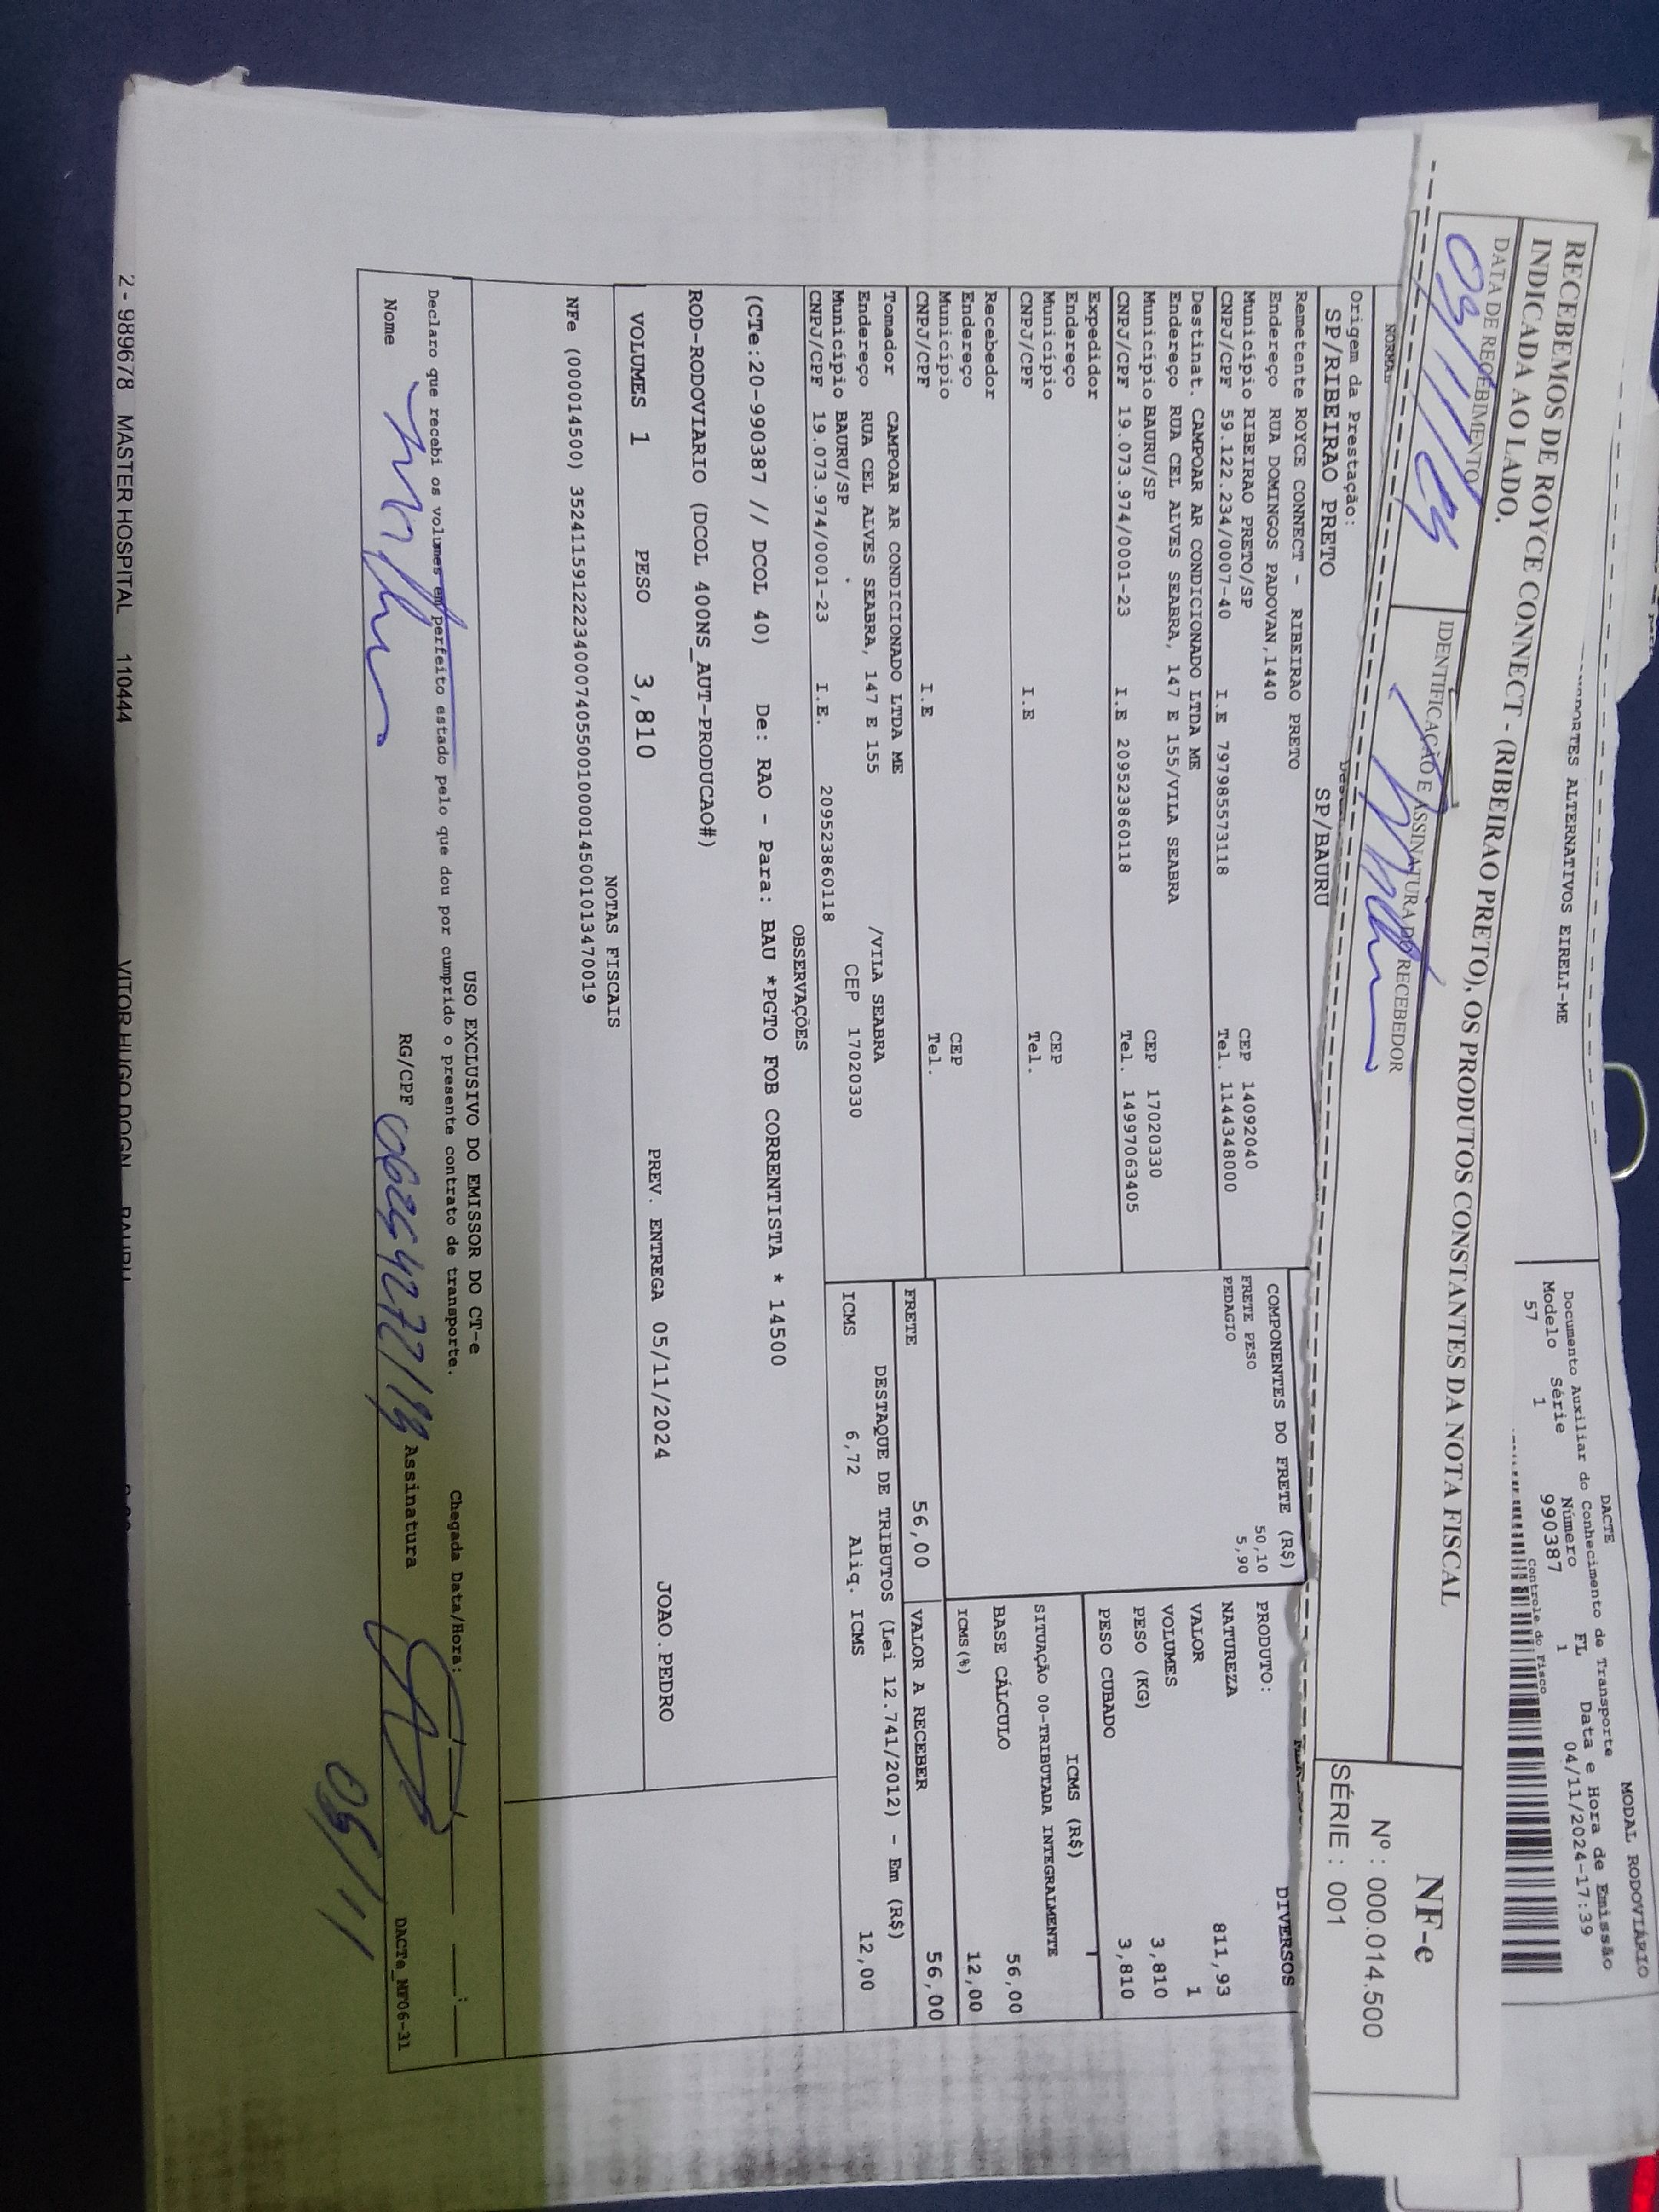 MODAL RODOVIÁRIO
DACTE
Documento Auxiliar do Conhecimento de Transporte
Modelo Série Número FL Data e Hora de Emissão
57 1 990387 1 04/11/2024-17:39
Controle do Fisco
ALTERNATIVOS EIRELI-ME
RECEBEMOS DE ROYCE CONNECT - (RIBEIRAO PRETO), OS PRODUTOS CONSTANTES DA NOTA FISCAL
INDICADA AO LADO.
DATA DE RECEBIMENTO
IDENTIFICAÇÃO E ASSINATURA DO RECEBEDOR
NF-e
Nº : 000.014.500
SÉRIE : 001
NORMAL
Origem da Prestação:
SP/RIBEIRAO PRETO SP/BAURU
Remetente ROYCE CONNECT - RIBEIRAO PRETO
Endereço RUA DOMINGOS PADOVAN,1440
Município RIBEIRAO PRETO/SP CEP 14092040
CNPJ/CPF 59.122.234/0007-40 I.E 797985573118 Tel. 1144348000
Destinat. CAMPOAR AR CONDICIONADO LTDA ME
Endereço RUA CEL ALVES SEABRA, 147 E 155/VILA SEABRA
Município BAURU/SP CEP 17020330
CNPJ/CPF 19.073.974/0001-23 I.E 209523860118 Tel. 14997063405
Expedidor
Endereço
Município CEP
CNPJ/CPF I.E Tel.
Recebedor
Endereço
Município CEP
CNPJ/CPF I.E Tel.
Tomador CAMPOAR AR CONDICIONADO LTDA ME
Endereço RUA CEL ALVES SEABRA, 147 E 155 /VILA SEABRA
Município BAURU/SP CEP 17020330
CNPJ/CPF 19.073.974/0001-23 I.E. 209523860118
COMPONENTES DO FRETE (R$)
FRETE PESO 50,10
PEDAGIO 5,90
PRODUTO: DIVERSOS
NATUREZA
VALOR 811,93
VOLUMES 1
PESO (KG) 3,810
PESO CUBADO 3,810
ICMS (R$)
SITUAÇÃO 00-TRIBUTADA INTEGRALMENTE
BASE CÁLCULO 56,00
ICMS(%) 12,00
FRETE 56,00 VALOR A RECEBER 56,00
DESTAQUE DE TRIBUTOS (Lei 12.741/2012) - Em (R$)
ICMS 6,72 Aliq. ICMS 12,00
OBSERVAÇÕES
(CTe:20-990387 // DCOL 40) De: RAO - Para: BAU *PGTO FOB CORRENTISTA * 14500
ROD-RODOVIARIO (DCOL 400NS_AUT-PRODUCAO#)
VOLUMES 1 PESO 3,810 PREV. ENTREGA 05/11/2024 JOAO.PEDRO
NOTAS FISCAIS
NFe (000014500) 35241159122234000740550010000145001013470019
USO EXCLUSIVO DO EMISSOR DO CT-e
Declaro que recebi os volumes em perfeito estado pelo que dou por cumprido o presente contrato de transporte. Chegada Data/Hora:
Nome RG/CPF Assinatura
DACTe_MF06-31
05/11
2 - 989678 MASTER HOSPITAL 110444 VITOR HUGO DOGN BAURU